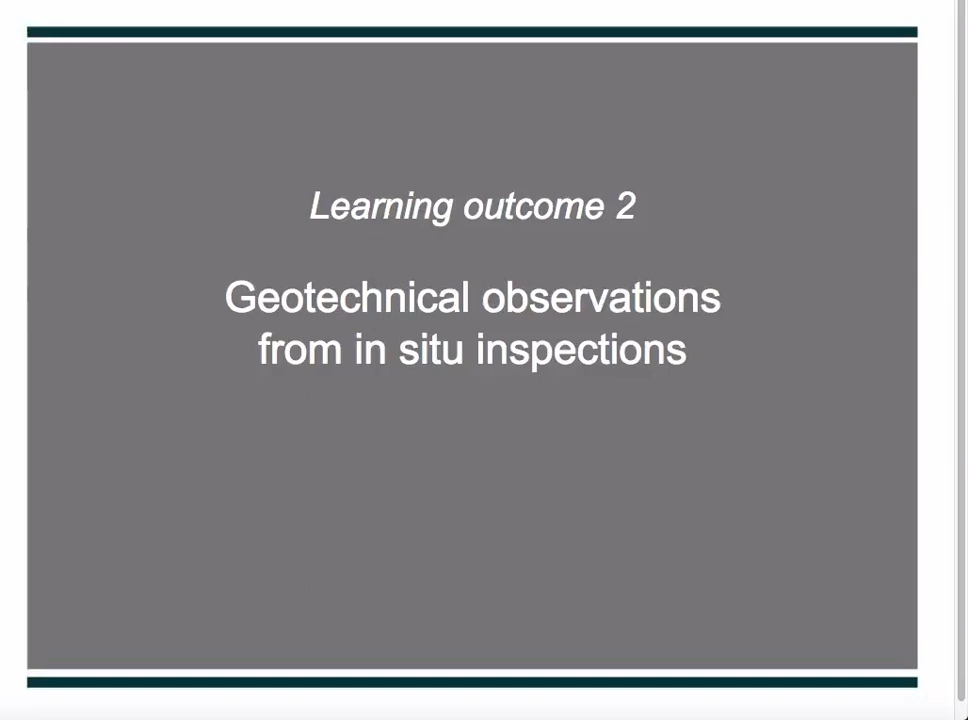 Learning outcome 2
Geotechnical observations
from in situ inspections